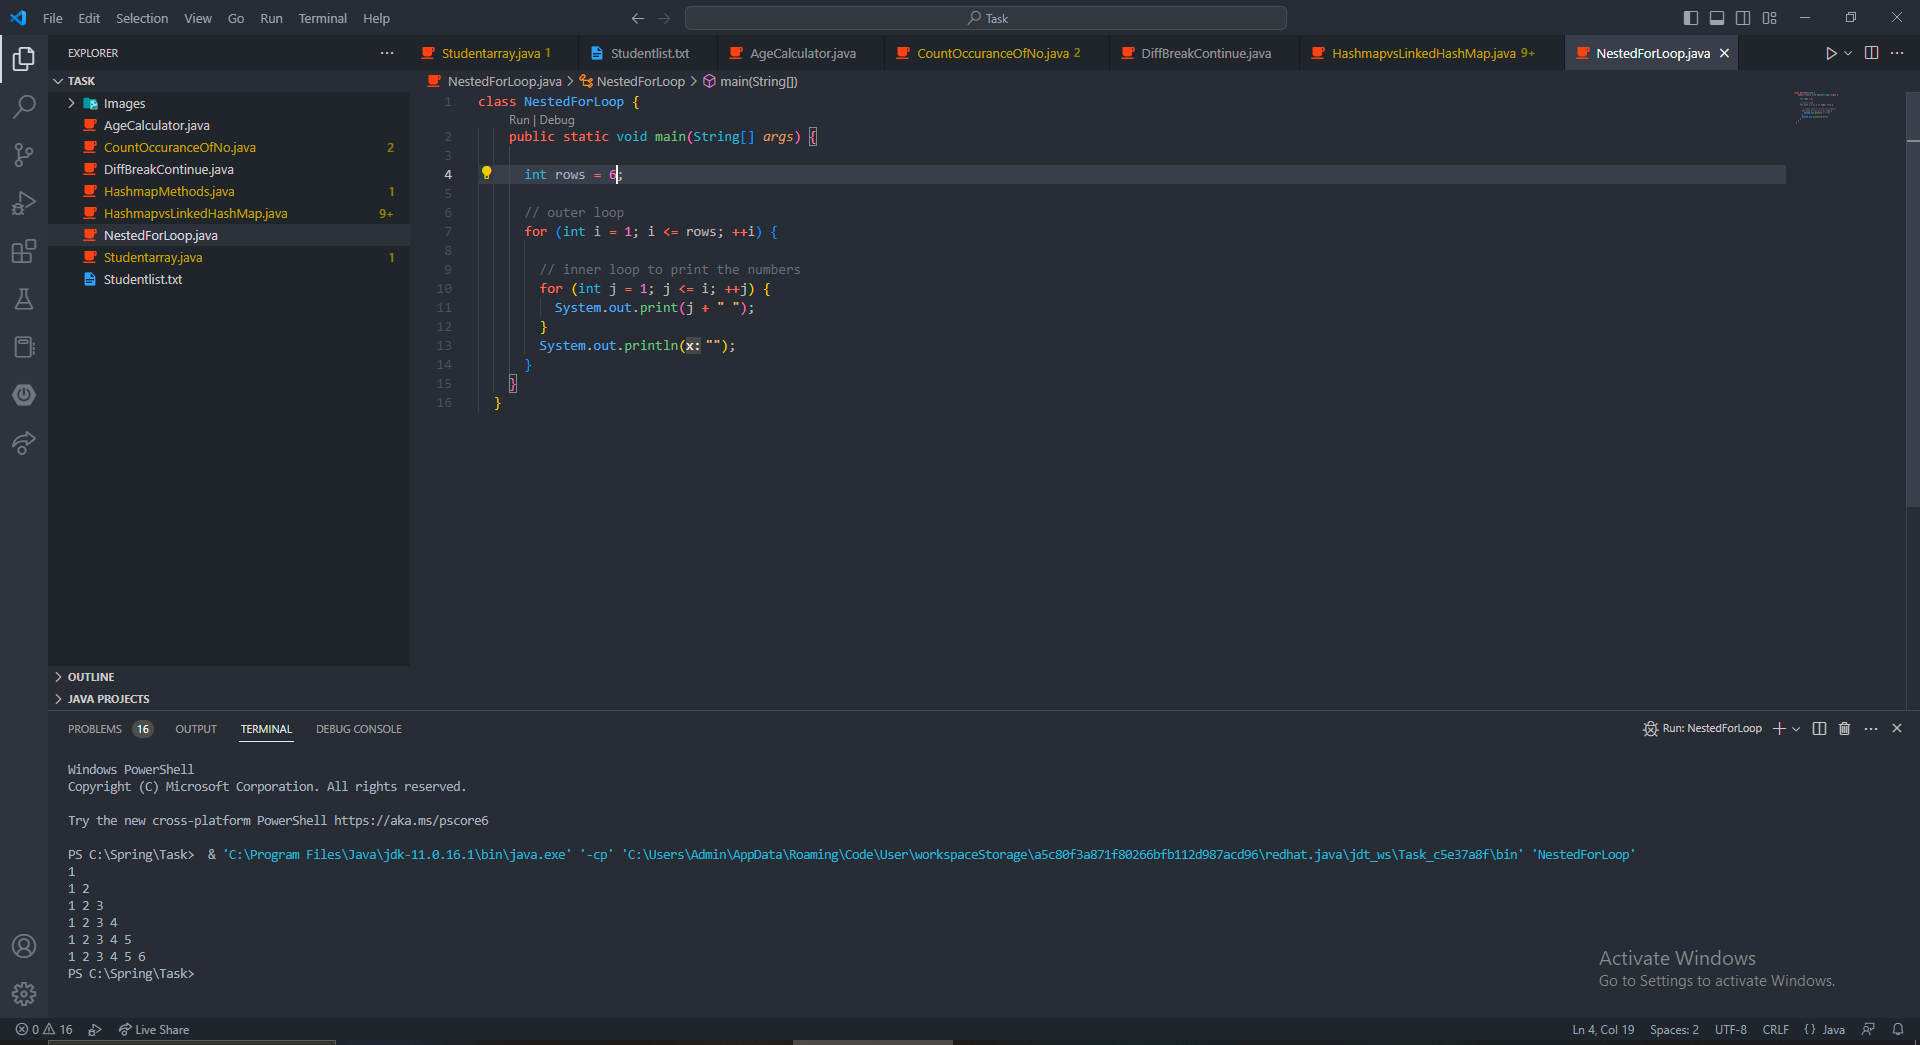 File Edit Selection View Go Run Terminal Help
Task
EXPLORER
Studentarray.java 1
Studentlist.txt
AgeCalculator.java
CountOccuranceOfNo.java 2
DiffBreakContinue.java
HashmapvsLinkedHashMap.java 9+
NestedForLoop.java
TASK
Images
AgeCalculator.java
CountOccuranceOfNo.java 2
DiffBreakContinue.java
HashmapMethods.java 1
HashmapvsLinkedHashMap.java 9+
NestedForLoop.java
Studentarray.java 1
Studentlist.txt
OUTLINE
JAVA PROJECTS
NestedForLoop.java > NestedForLoop > main(String[])
1 class NestedForLoop {
Run | Debug
2 public static void main(String[] args) {
3
4 int rows = 6;
5
6 // outer loop
7 for (int i = 1; i <= rows; ++i) {
8
9 // inner loop to print the numbers
10 for (int j = 1; j <= i; ++j) {
11 System.out.print(j + " ");
12 }
13 System.out.println(x: "");
14 }
15 }
16 }
PROBLEMS 16 OUTPUT TERMINAL DEBUG CONSOLE
Run: NestedForLoop
Windows PowerShell
Copyright (C) Microsoft Corporation. All rights reserved.
Try the new cross-platform PowerShell https://aka.ms/pscore6
PS C:\Spring\Task> & 'C:\Program Files\Java\jdk-11.0.16.1\bin\java.exe' '-cp' 'C:\Users\Admin\AppData\Roaming\Code\User\workspaceStorage\a5c80f3a871f80266bfb112d987acd96\redhat.java\jdt_ws\Task_c5e37a8f\bin' 'NestedForLoop'
1
1 2
1 2 3
1 2 3 4
1 2 3 4 5
1 2 3 4 5 6
PS C:\Spring\Task>
Activate Windows
Go to Settings to activate Windows.
0 16 Live Share
Ln 4, Col 19 Spaces: 2 UTF-8 CRLF {} Java